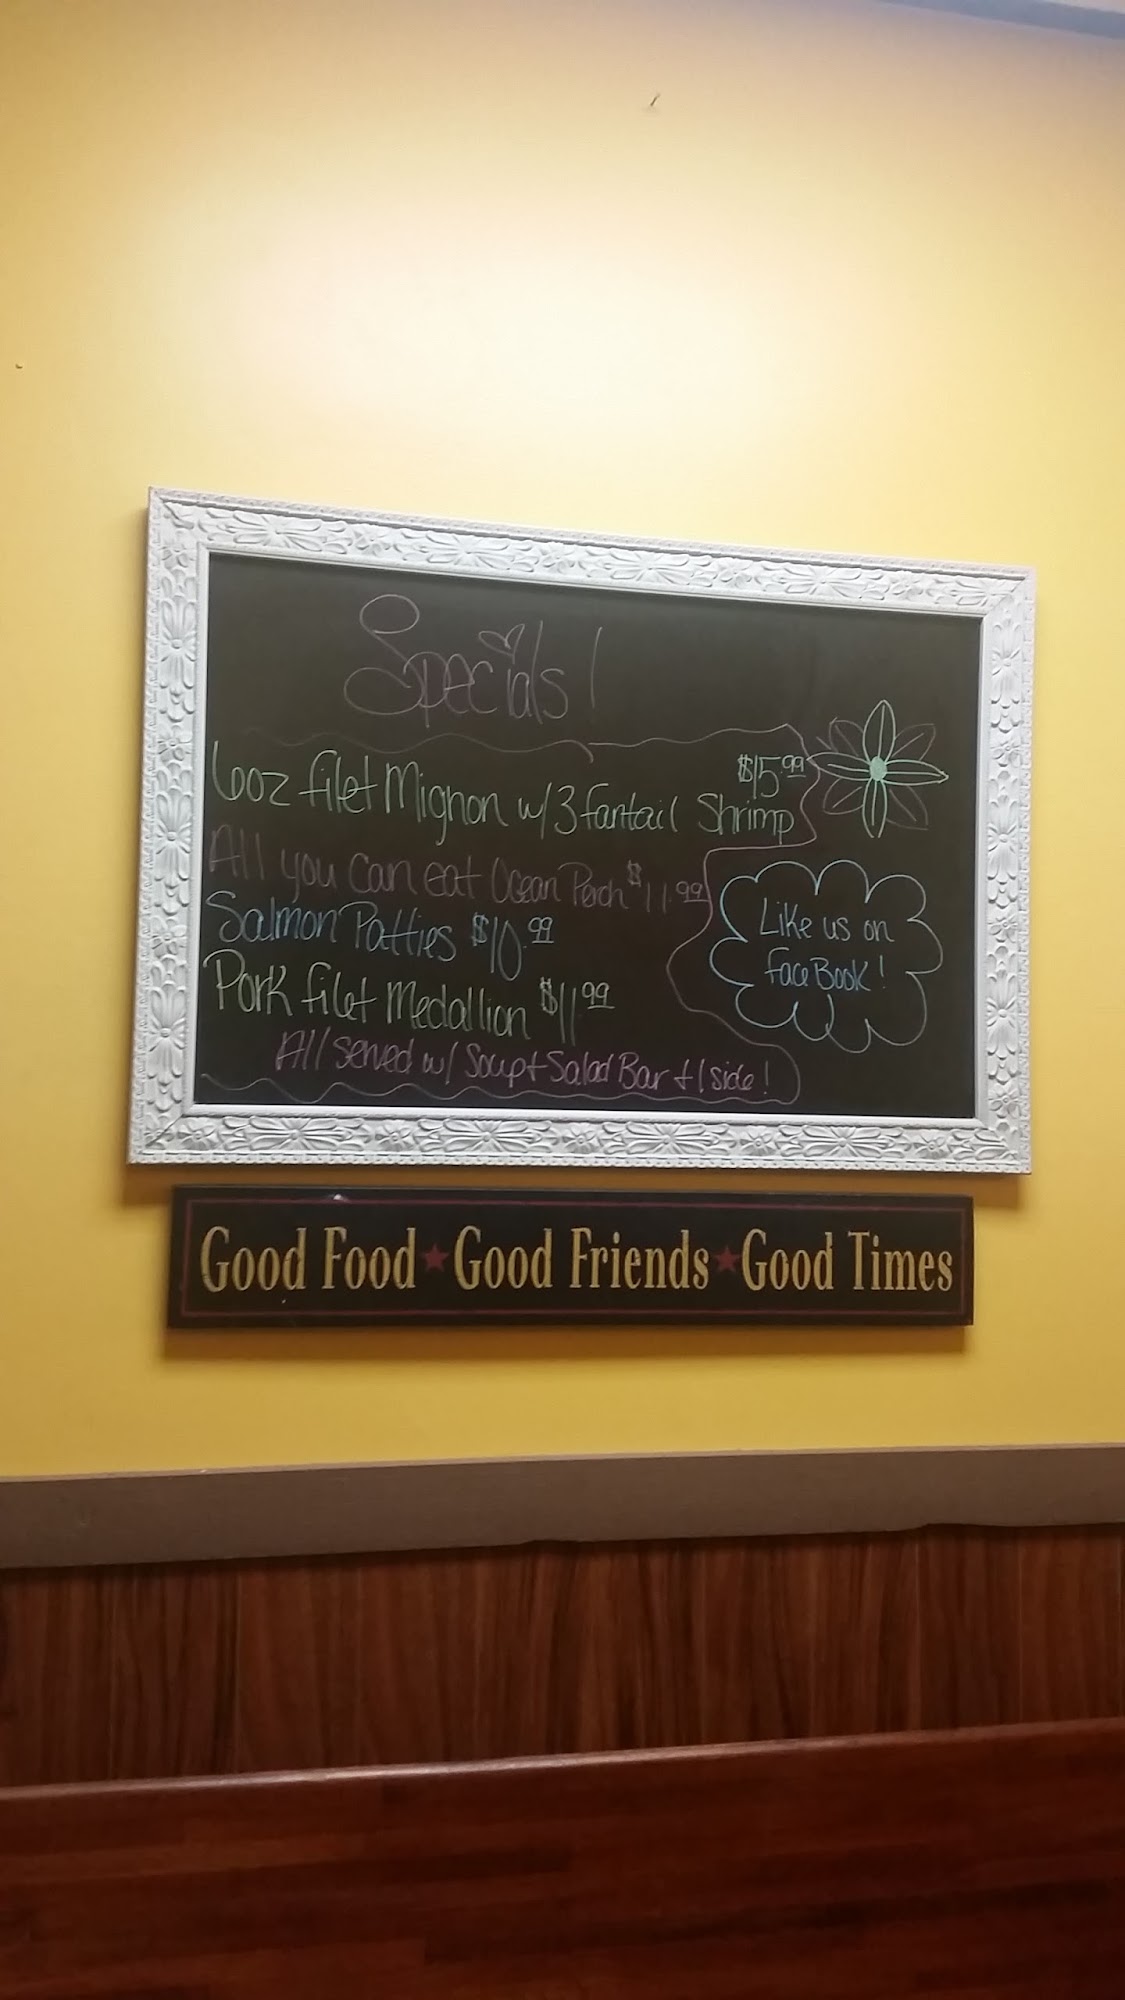 Specials!
6oz filet Mignon w/3 fantail Shrimp $15.99
All you can eat Ocean Perch $11.99
Salmon Patties $10.99
Pork filet Medallion $11.99
All served w/ Soup + Salad Bar + 1 side!
Like us on
faceBook!
Good Food ★ Good Friends ★ Good Times